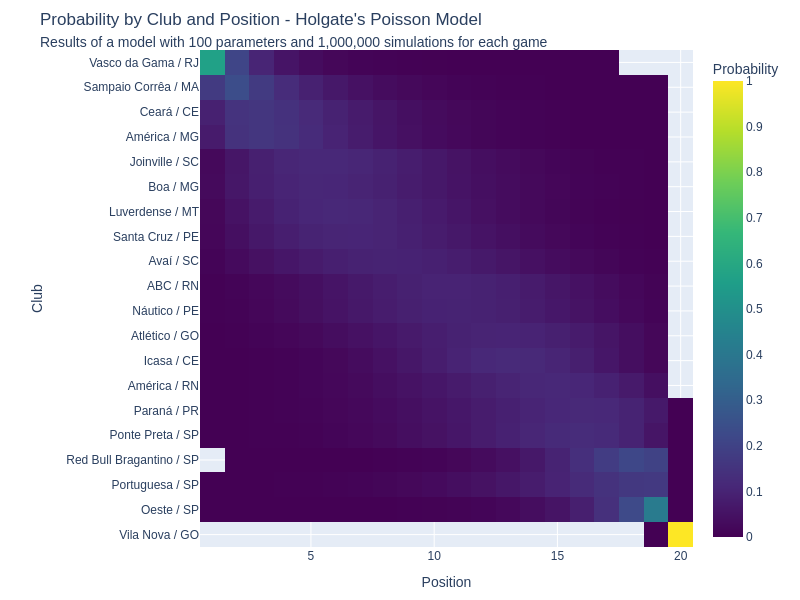 Probability by Club and Position - Holgate's Poisson Model
Results of a model with 100 parameters and 1,000,000 simulations for each game
Probability
Club
Vasco da Gama / RJ
Sampaio Corrêa / MA
Ceará / CE
América / MG
Joinville / SC
Boa / MG
Luverdense / MT
Santa Cruz / PE
Avaí / SC
ABC / RN
Náutico / PE
Atlético / GO
Icasa / CE
América / RN
Paraná / PR
Ponte Preta / SP
Red Bull Bragantino / SP
Portuguesa / SP
Oeste / SP
Vila Nova / GO
1
0.9
0.8
0.7
0.6
0.5
0.4
0.3
0.2
0.1
0
5 10 15 20
Position